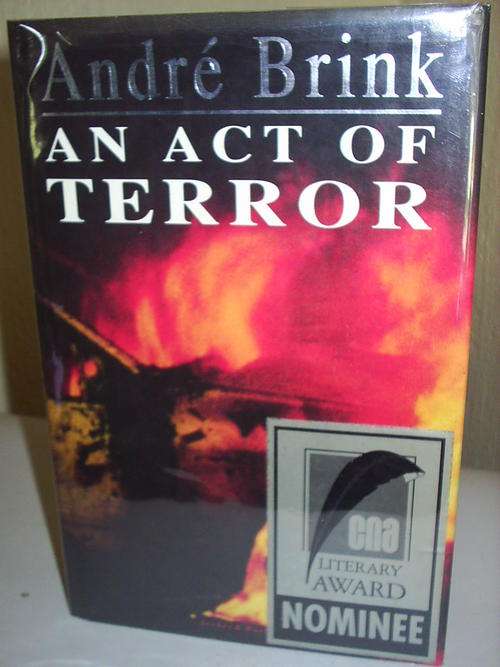 André Brink
AN ACT OF
TERROR
cna
LITERARY
AWARD
NOMINEE